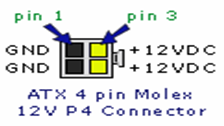 pin 1 pin 3
GND +12VDC
GND +12VDC
ATX 4 pin Molex
12V P4 Connector